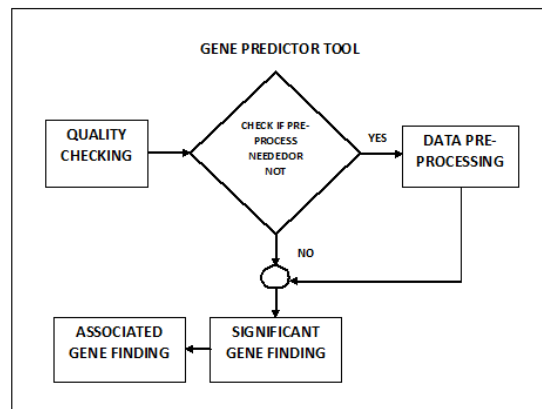 GENE PREDICTOR TOOL
QUALITY
CHECKING
CHECK IF PRE-
PROCESS
NEEDEDOR
NOT
YES
DATA PRE-
PROCESSING
NO
ASSOCIATED
GENE FINDING
SIGNIFICANT
GENE FINDING